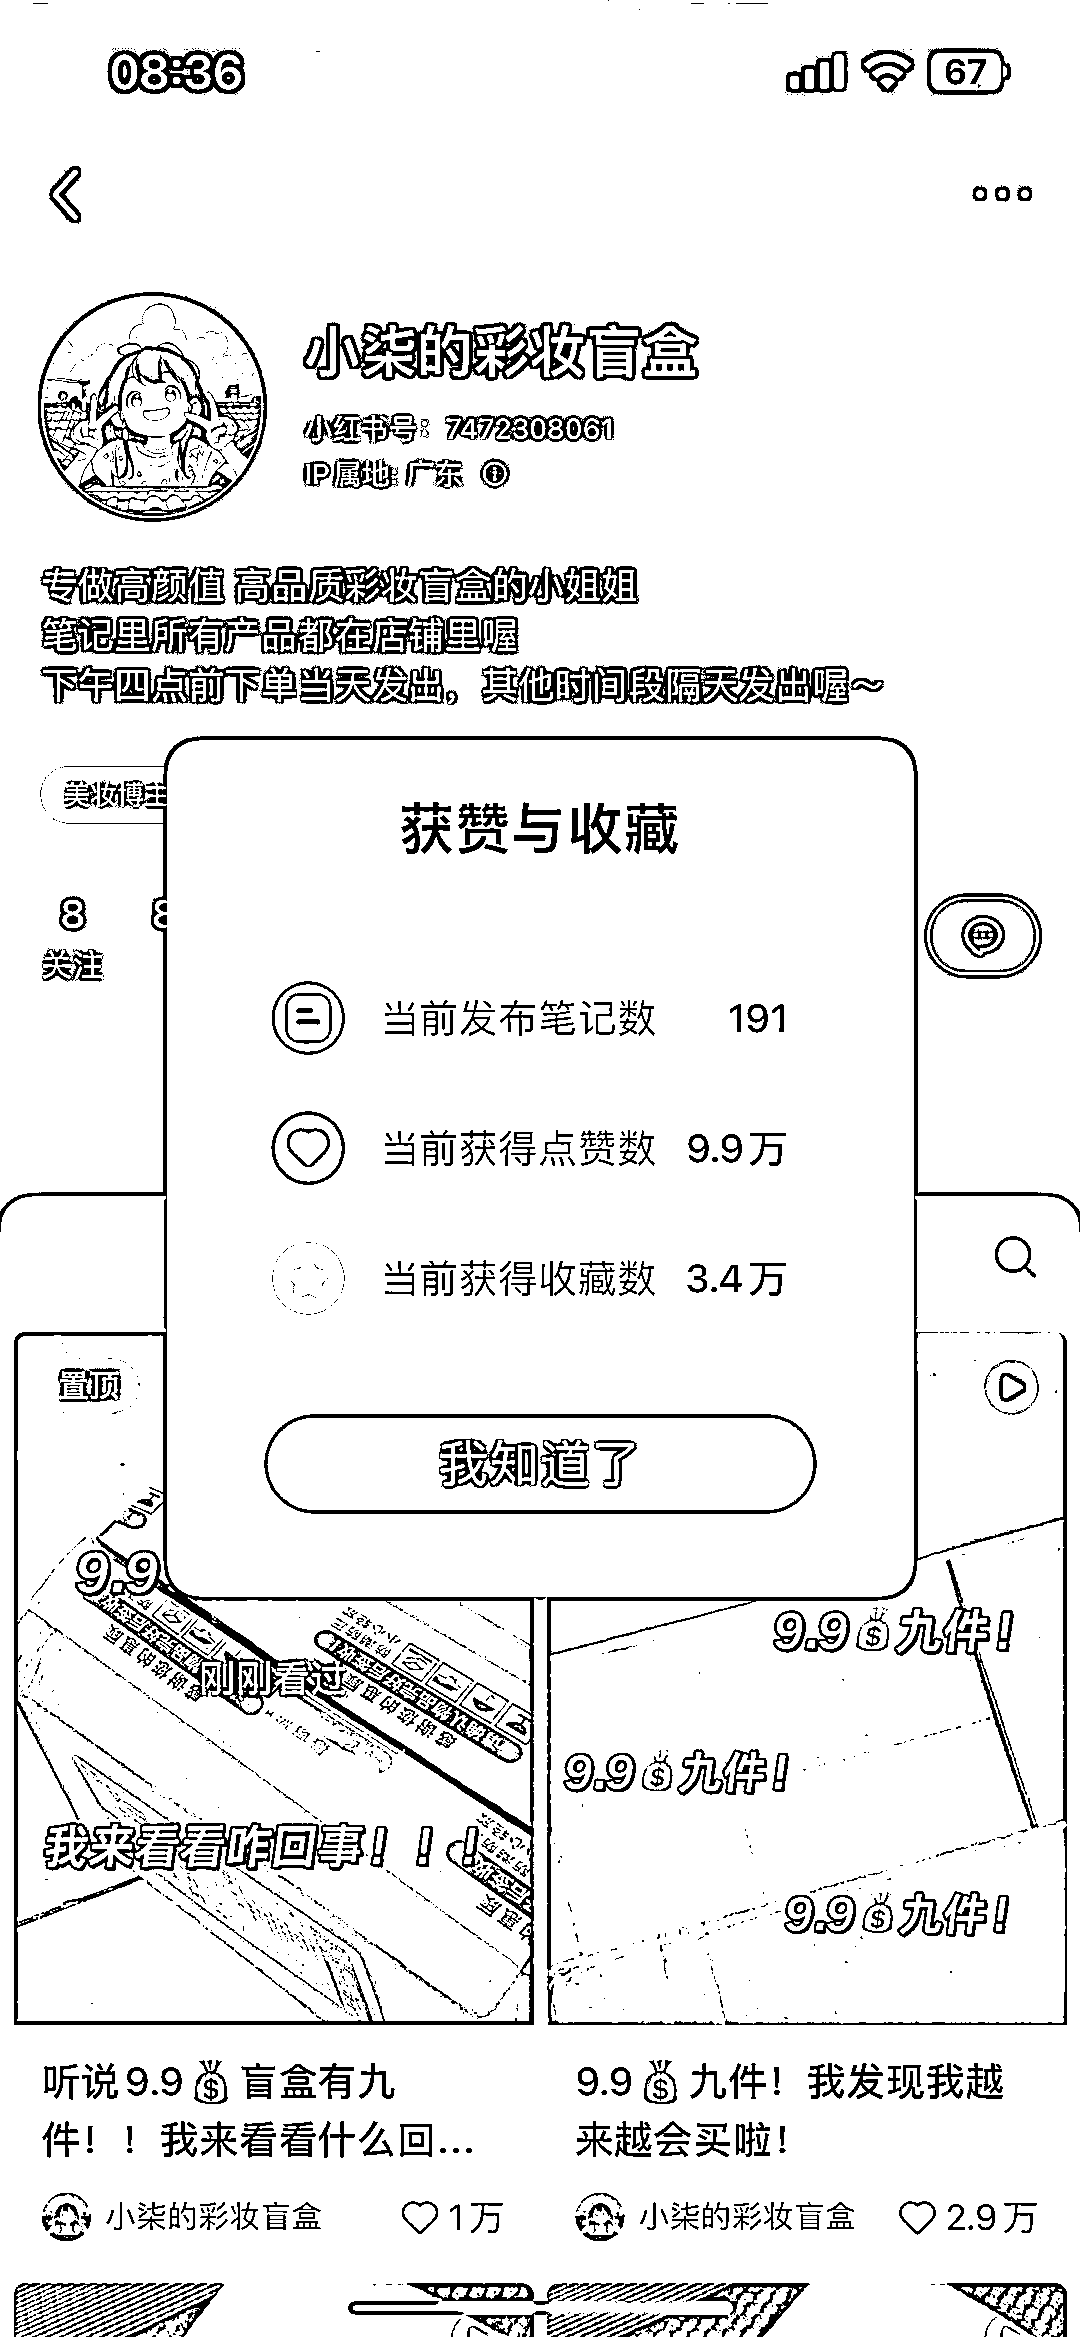 08:36
67
小柒的彩妆盲盒
小红书号：7472308061
IP属地：广东
专做高颜值 高品质彩妆盲盒的小姐姐
笔记里所有产品都在店铺里喔
下午四点前下单当天发出，其他时间段隔天发出喔～
美妆博主
8
关注
获赞与收藏
当前发布笔记数 191
当前获得点赞数 9.9万
当前获得收藏数 3.4万
我知道了
置顶
9.9
刚刚看过
我来看看咋回事！！！
9.9💰九件！
9.9💰九件！
9.9💰九件！
听说9.9💰盲盒有九
件！！我来看看什么回...
小柒的彩妆盲盒 1万
9.9💰九件！我发现我越
来越会买啦！
小柒的彩妆盲盒 2.9万